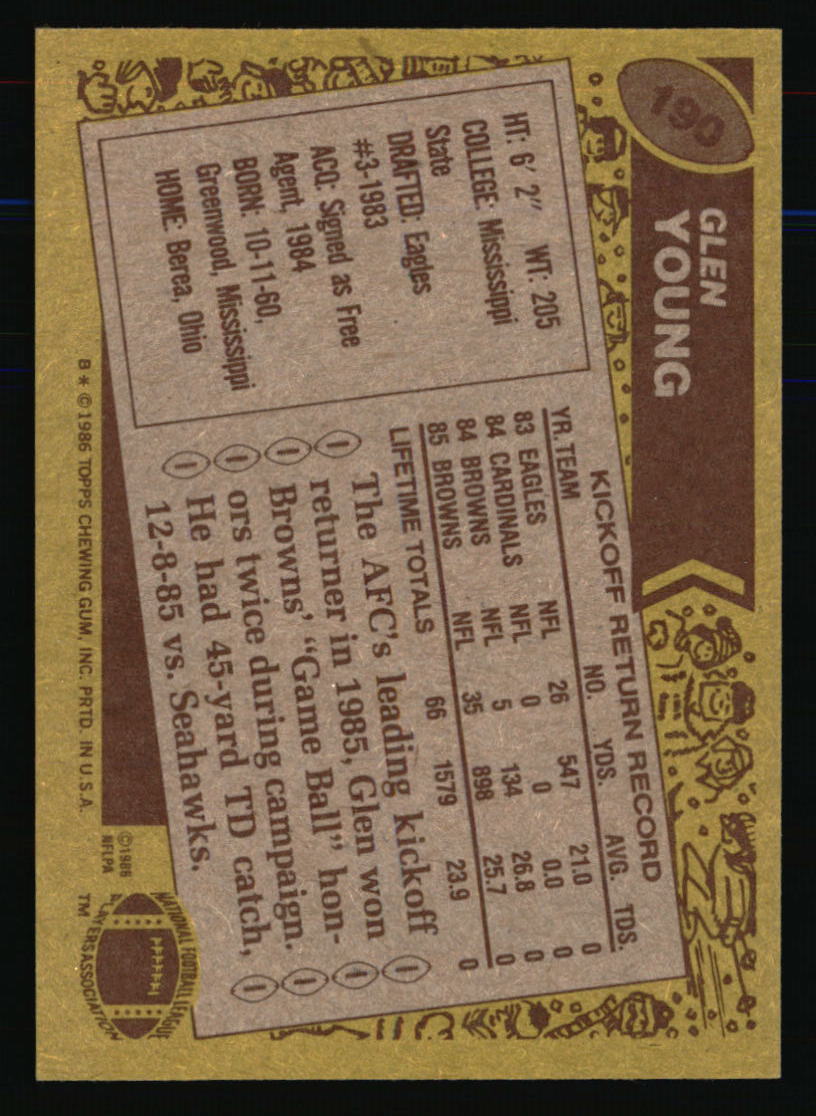 190
GLEN
YOUNG
HT: 6' 2" WT: 205
COLLEGE: Mississippi
State
DRAFTED: Eagles
#3-1983
ACQ: Signed as Free
Agent, 1984
BORN: 10-11-60,
Greenwood, Mississippi
HOME: Berea, Ohio
KICKOFF RETURN RECORD
YR. TEAM NO. YDS. AVG. TDS.
83 EAGLES NFL 26 547 21.0 0
84 CARDINALS NFL 0 0 0.0 0
84 BROWNS NFL 5 134 26.8 0
85 BROWNS NFL 35 898 25.7 0
LIFETIME TOTALS 66 1579 23.9 0
The AFC's leading kickoff
returner in 1985, Glen won
Browns' "Game Ball" hon-
ors twice during campaign.
He had 45-yard TD catch,
12-8-85 vs. Seahawks.
B * © 1986 TOPPS CHEWING GUM, INC. PRTD. IN U.S.A.
©1986
NFLPA
NATIONAL FOOTBALL LEAGUE
PLAYERS ASSOCIATION
TM